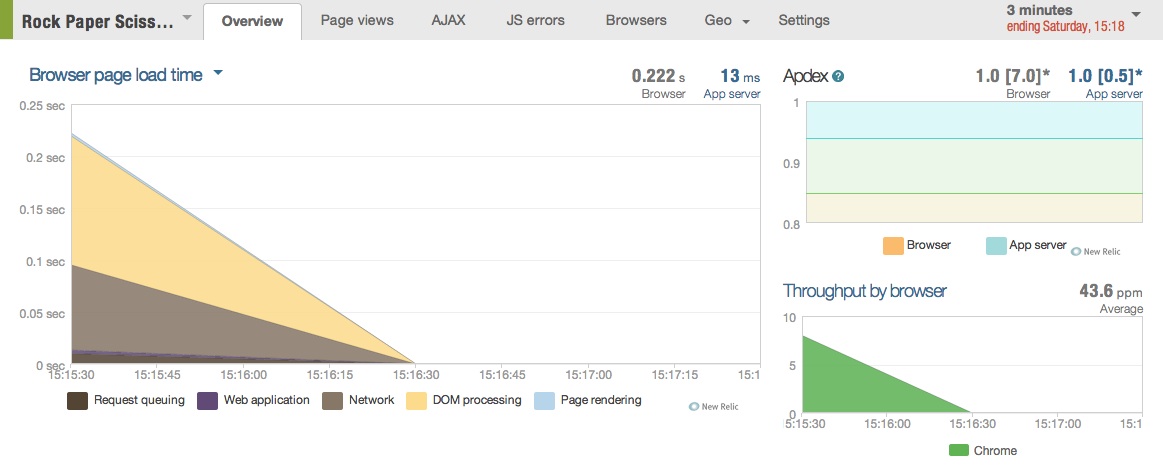 Rock Paper Sciss...
Overview
Page views
AJAX
JS errors
Browsers
Geo
Settings
3 minutes
ending Saturday, 15:18
Browser page load time
0.222 s
Browser
13 ms
App server
0.25 sec
0.2 sec
0.15 sec
0.1 sec
0.05 sec
0 sec
15:15:30 15:15:45 15:16:00 15:16:15 15:16:30 15:16:45 15:17:00 15:17:15 15:1
Request queuing Web application Network DOM processing Page rendering
New Relic
Apdex ?
1.0 [7.0]*
Browser
1.0 [0.5]*
App server
1
0.9
0.8
Browser App server
New Relic
Throughput by browser
43.6 ppm
Average
10
5
0
5:15:30 15:16:00 15:16:30 15:17:00 15:1
Chrome